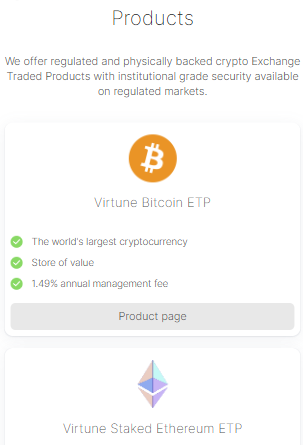 Products
We offer regulated and physically backed crypto Exchange
Traded Products with institutional grade security available
on regulated markets.
Virtune Bitcoin ETP
The world's largest cryptocurrency
Store of value
1.49% annual management fee
Product page
Virtune Staked Ethereum ETP